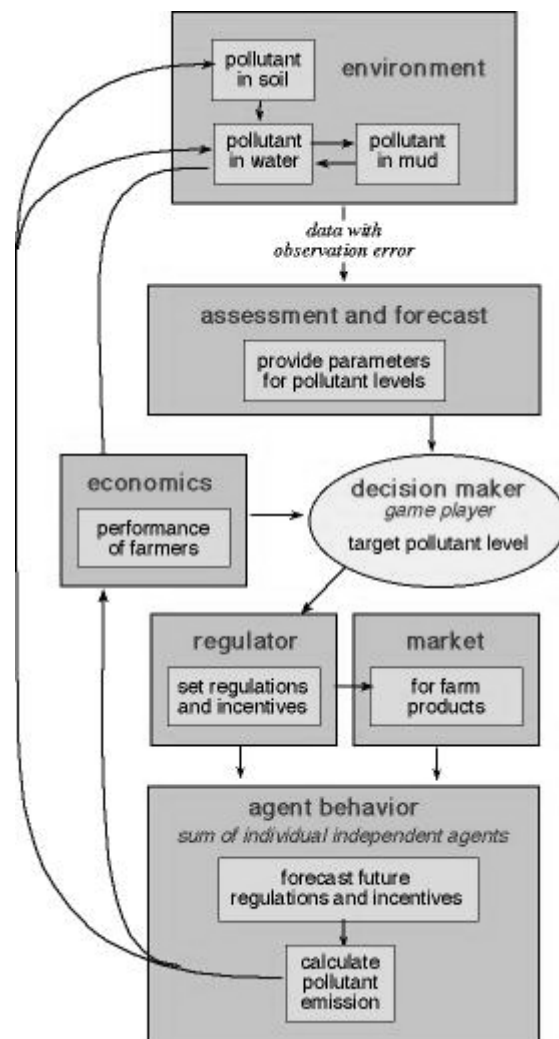 environment
pollutant
in soil
pollutant
in water
pollutant
in mud
data with
observation error
assessment and forecast
provide parameters
for pollutant levels
economics
performance
of farmers
decision maker
game player
target pollutant level
regulator
set regulations
and incentives
market
for farm
products
agent behavior
sum of individual independent agents
forecast future
regulations and incentives
calculate
pollutant
emission